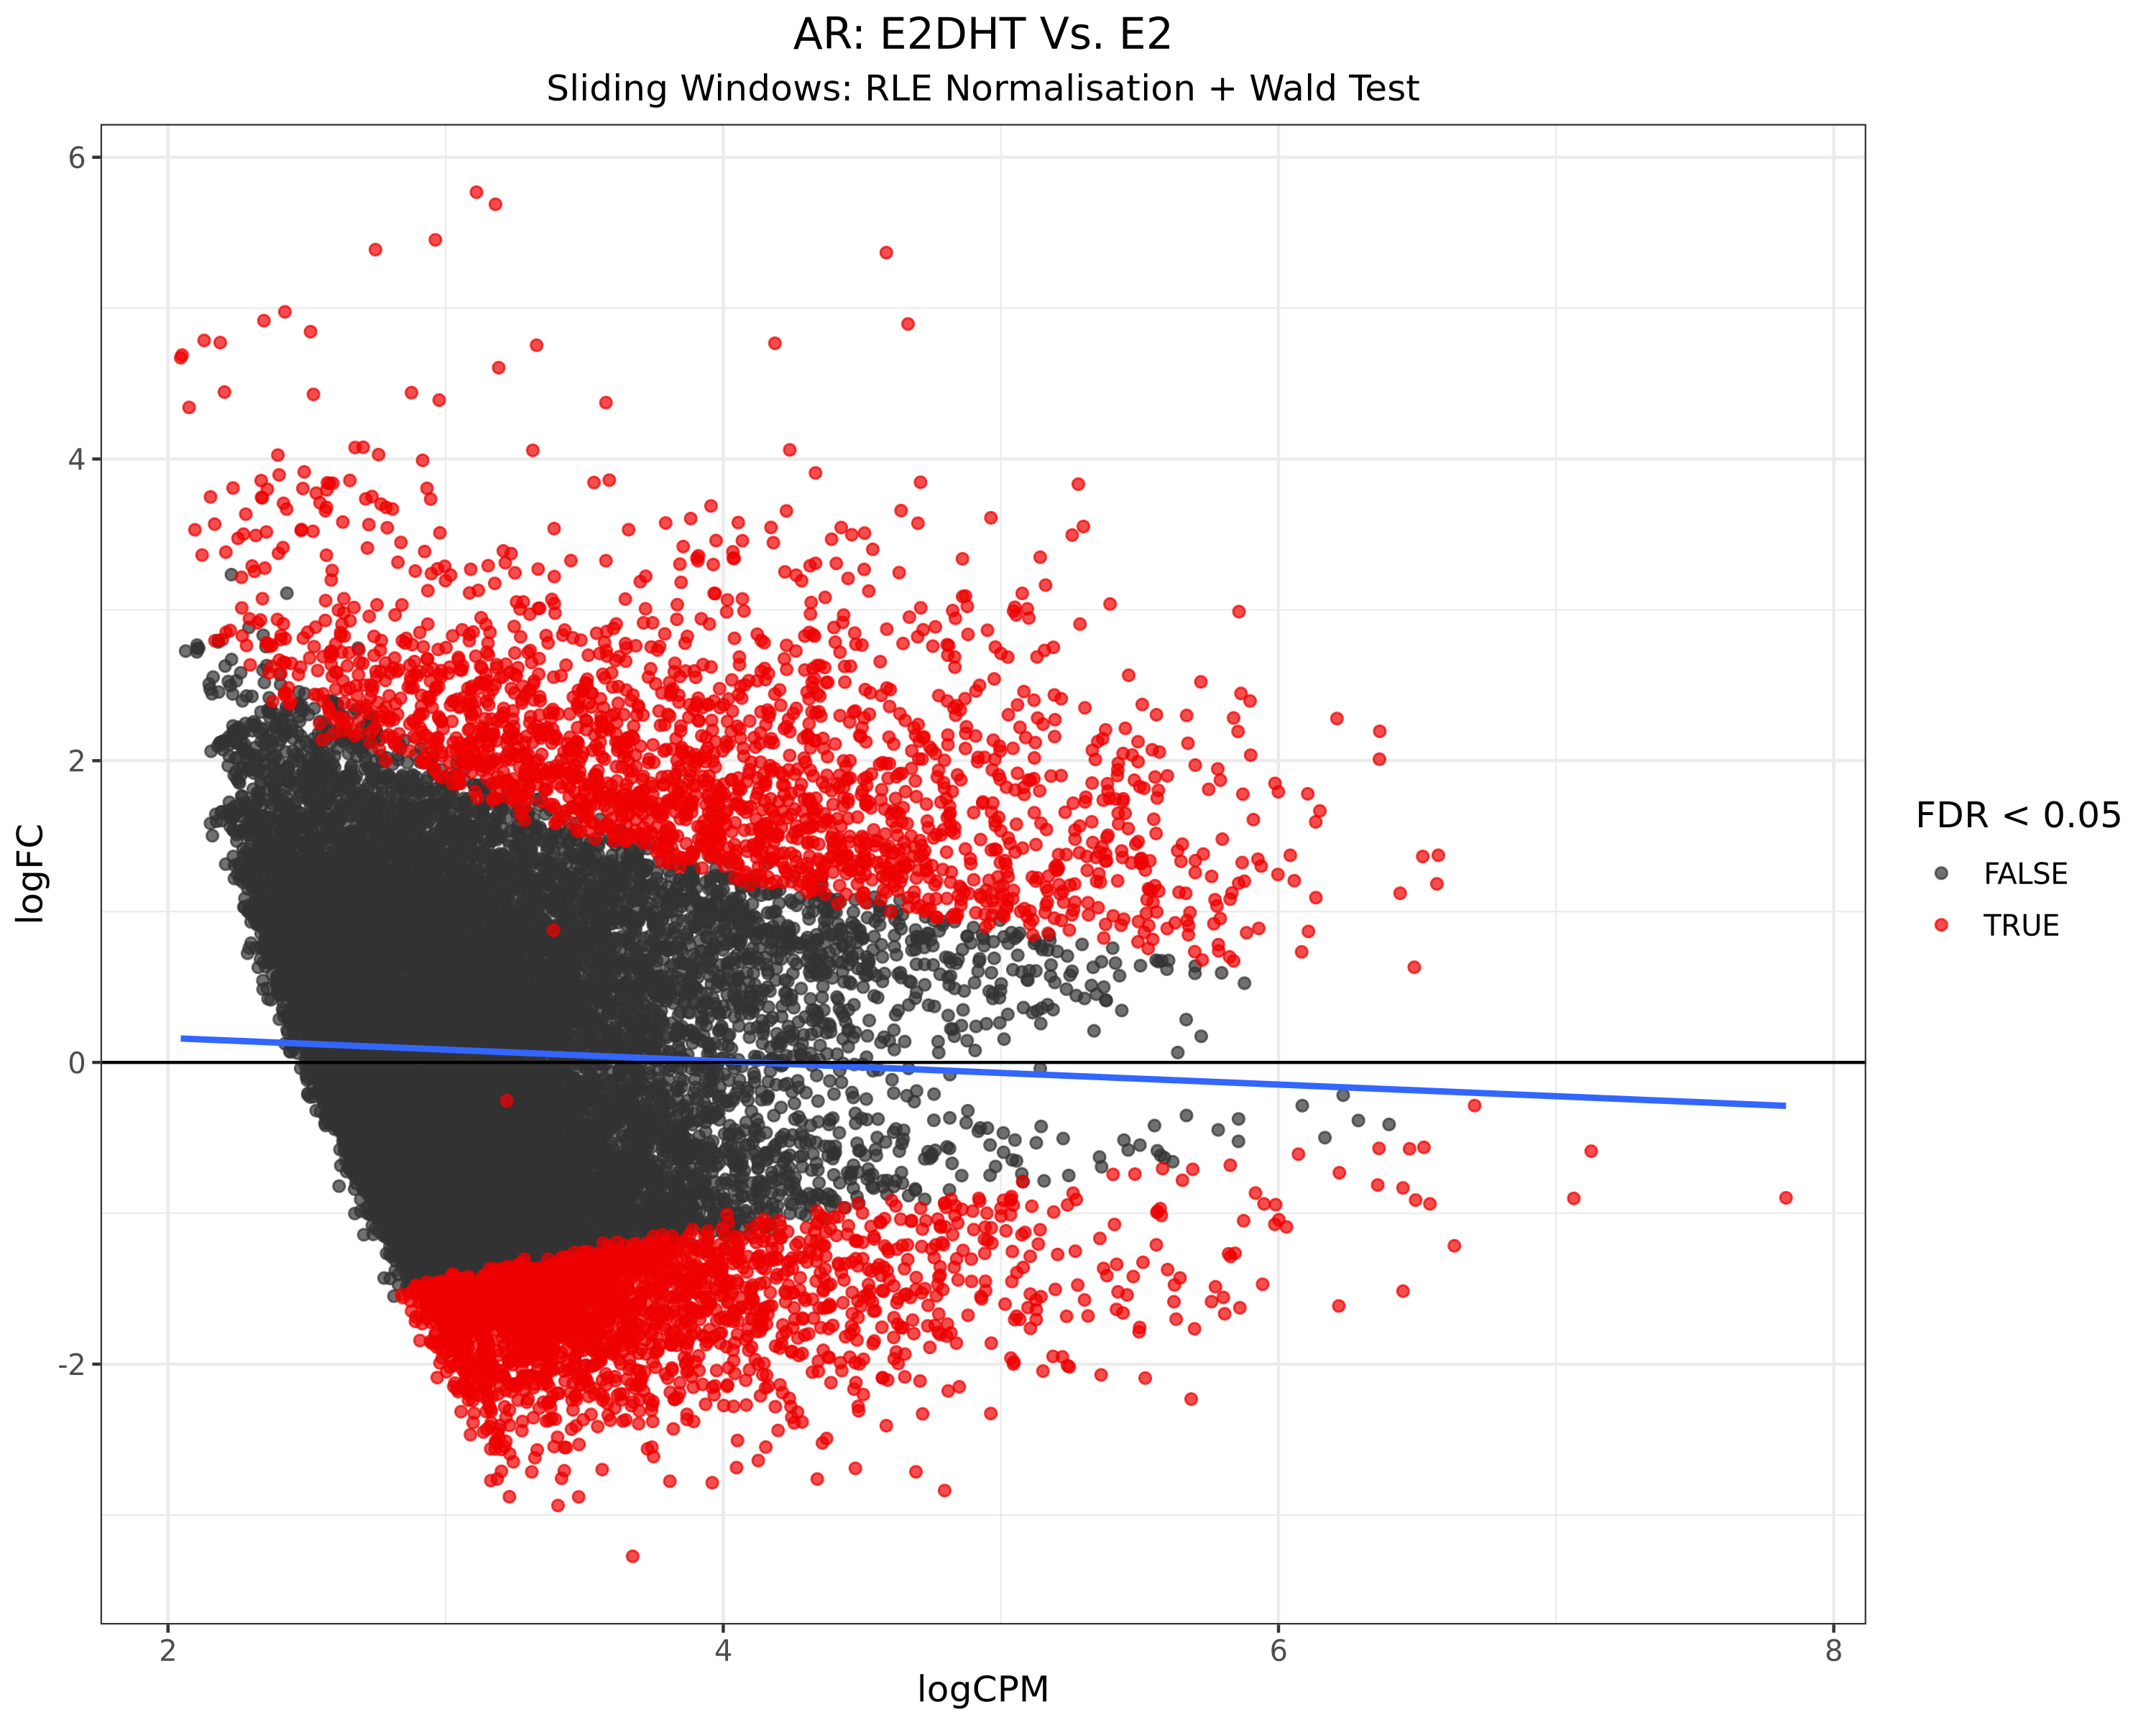 AR: E2DHT Vs. E2
Sliding Windows: RLE Normalisation + Wald Test
6
4
2
0
-2
logFC
2
4
6
8
logCPM
FDR < 0.05
FALSE
TRUE